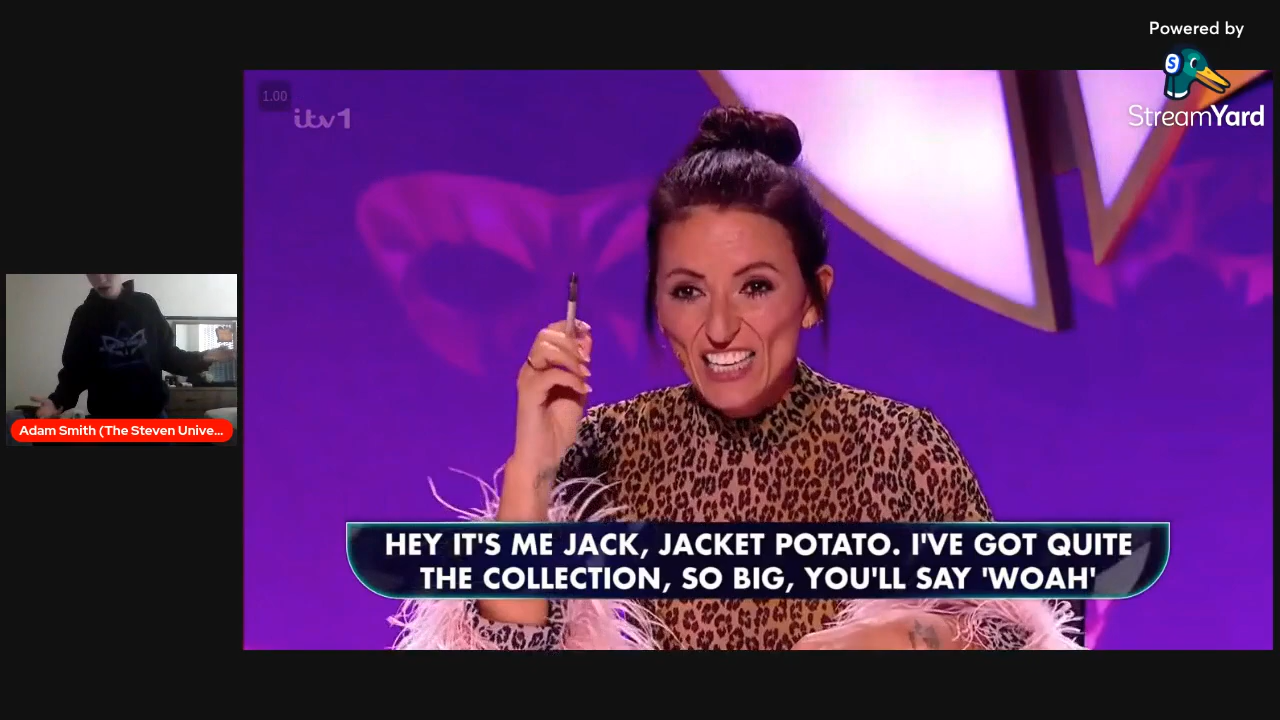 Powered by
S
StreamYard
1.00
itv1
Adam Smith (The Steven Unive...
HEY IT'S ME JACK, JACKET POTATO. I'VE GOT QUITE
THE COLLECTION, SO BIG, YOU'LL SAY 'WOAH'